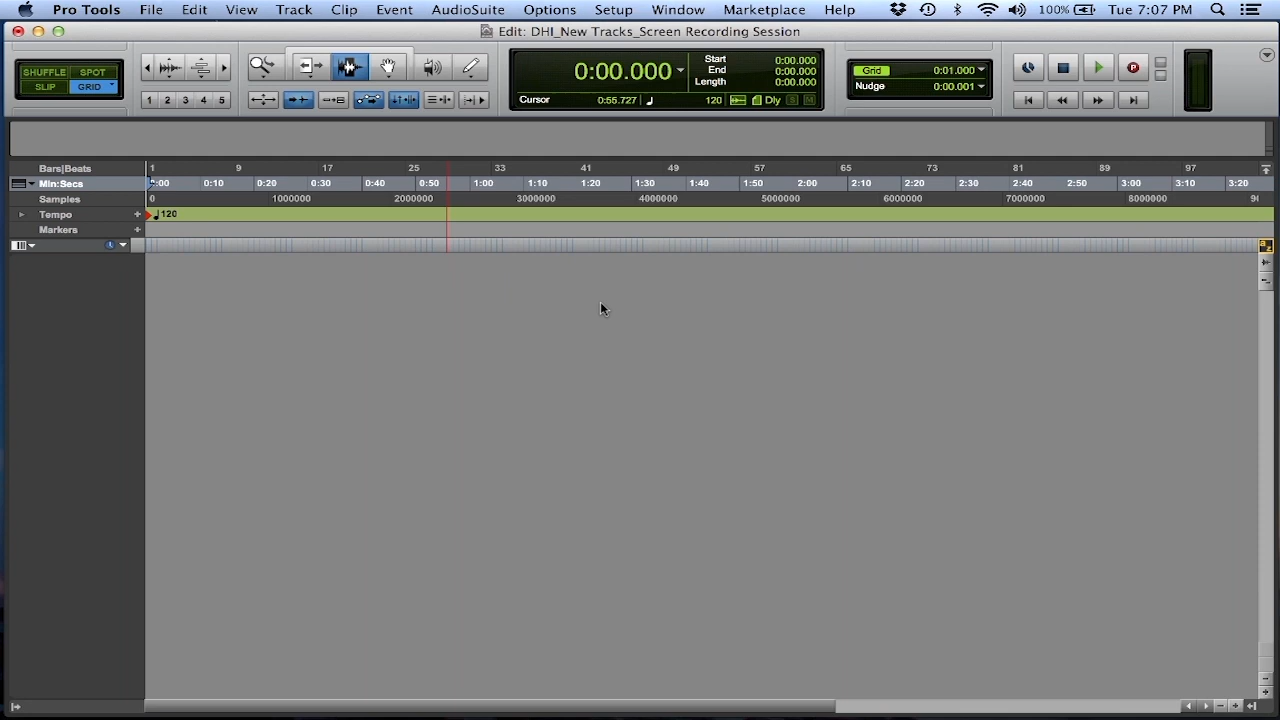 Pro Tools File Edit View Track Clip Event AudioSuite Options Setup Window Marketplace Help 100% Tue 7:07 PM
Edit: DHI_New Tracks_Screen Recording Session
SHUFFLE SPOT
SLIP GRID
1 2 3 4 5
0:00.000
Start 0:00.000
End 0:00.000
Length 0:00.000
Cursor 0:55.727 120 Dly S M
Grid 0:01.000
Nudge 0:00.001
Bars|Beats 1 9 17 25 33 41 49 57 65 73 81 89 97
Min:Secs 0:00 0:10 0:20 0:30 0:40 0:50 1:00 1:10 1:20 1:30 1:40 1:50 2:00 2:10 2:20 2:30 2:40 2:50 3:00 3:10 3:20
Samples 0 1000000 2000000 3000000 4000000 5000000 6000000 7000000 8000000
Tempo 120
Markers
a z